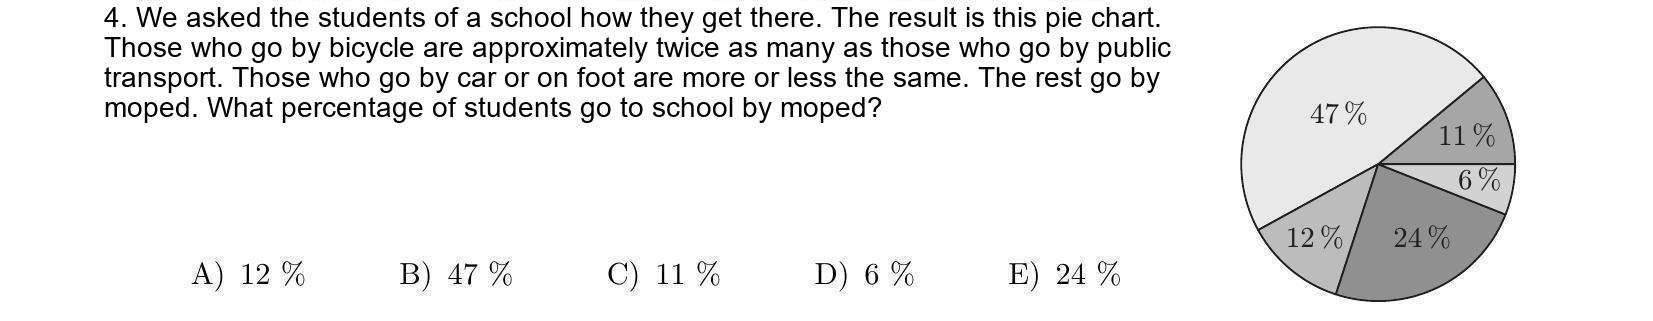 4. We asked the students of a school how they get there. The result is this pie chart.
Those who go by bicycle are approximately twice as many as those who go by public
transport. Those who go by car or on foot are more or less the same. The rest go by
moped. What percentage of students go to school by moped?
47 %
11 %
6 %
12 %
24 %
A) 12 % B) 47 % C) 11 % D) 6 % E) 24 %